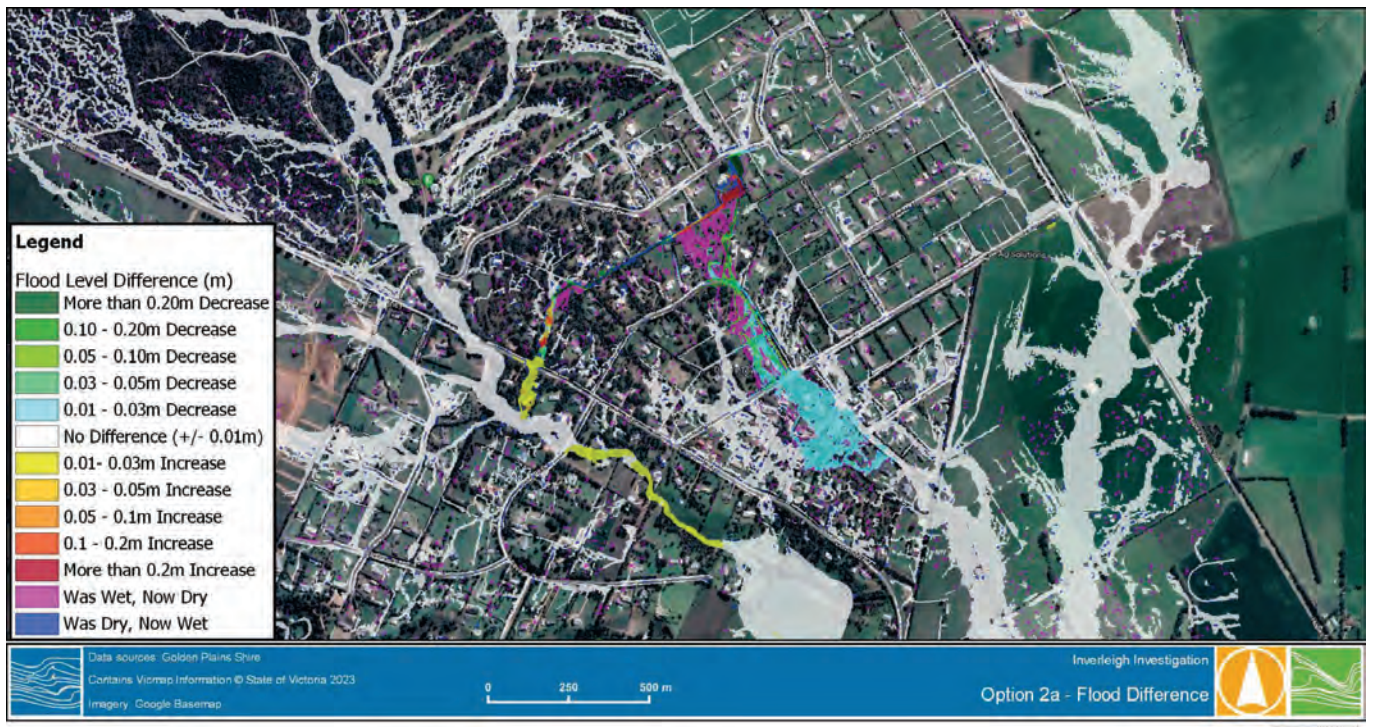 Ag Solutions
Legend
Flood Level Difference (m)
More than 0.20m Decrease
0.10 - 0.20m Decrease
0.05 - 0.10m Decrease
0.03 - 0.05m Decrease
0.01 - 0.03m Decrease
No Difference (+/- 0.01m)
0.01- 0.03m Increase
0.03 - 0.05m Increase
0.05 - 0.1m Increase
0.1 - 0.2m Increase
More than 0.2m Increase
Was Wet, Now Dry
Was Dry, Now Wet
Data sources: Golden Plains Shire
Contains Vicmap Information © State of Victoria 2023
Imagery: Google Basemap
0 250 500 m
Inverleigh Investigation
Option 2a - Flood Difference